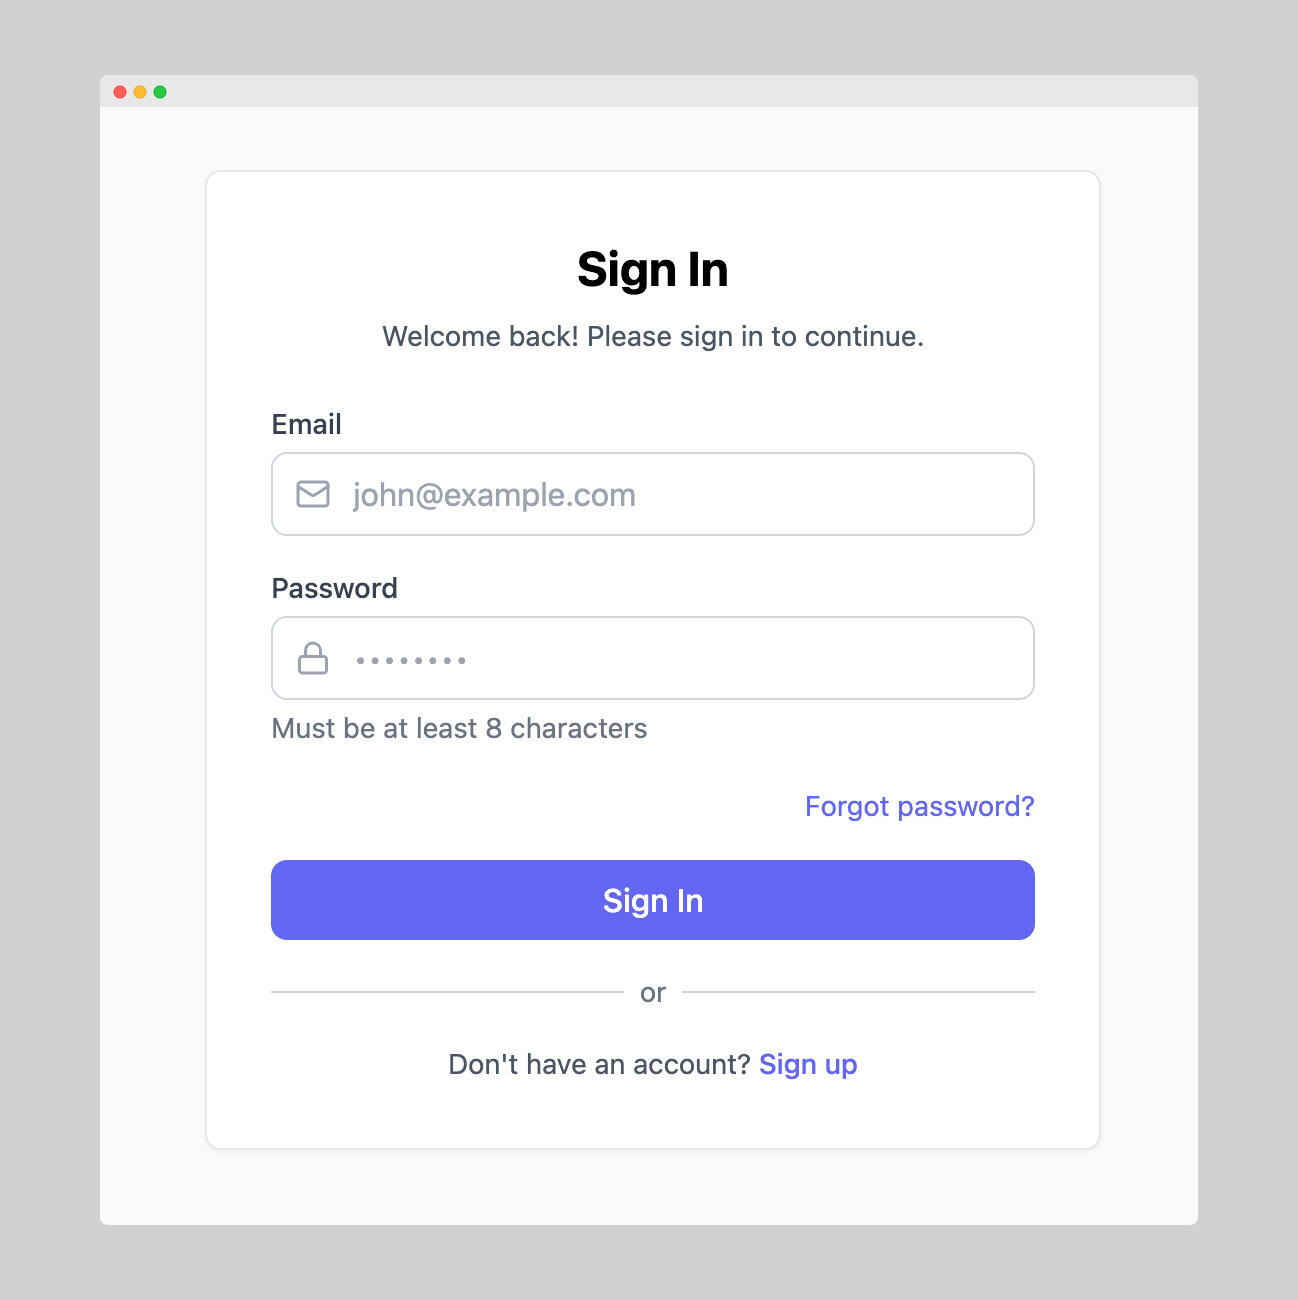 Sign In
Welcome back! Please sign in to continue.
Email
john@example.com
Password
••••••••
Must be at least 8 characters
Forgot password?
Sign In
or
Don't have an account? Sign up